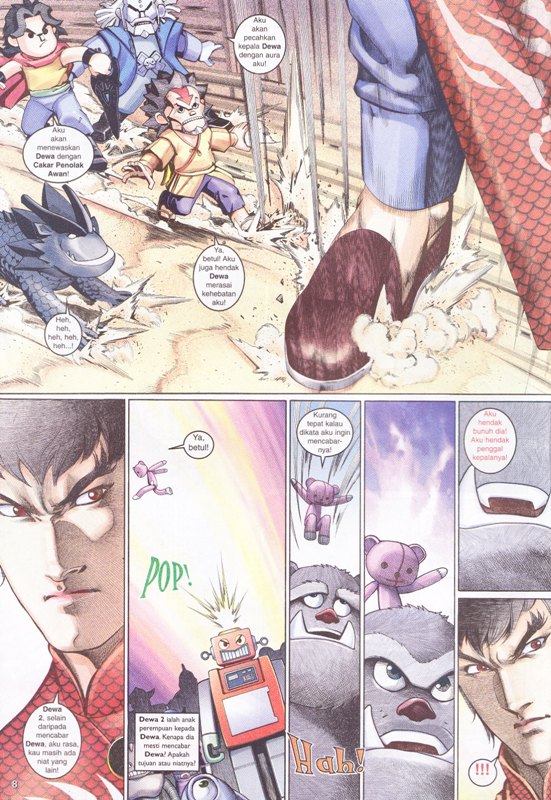 Aku
akan
pecahkan
kepala Dewa
dengan aura
aku!
Aku
akan
menewaskan
Dewa dengan
Cakar Penolak
Awan!
Ya,
betul! Aku
juga hendak
Dewa
merasai
kehebatan
aku!
Heh,
heh,
heh, heh,
heh...!
Dewa
2, selain
daripada
mencabar
Dewa, aku rasa,
kau masih ada
niat yang
lain!
Ya,
betul!
POP!
Dewa 2 ialah anak
perempuan kepada
Dewa. Kenapa dia
mesti mencabar
Dewa? Apakah
tujuan atau niatnya?
Kurang
tepat kalau
dikata aku ingin
mencabar-
nya!
Hah!
Aku
hendak
bunuh dia!
Aku hendak
penggal
kepalanya!
!!!
8